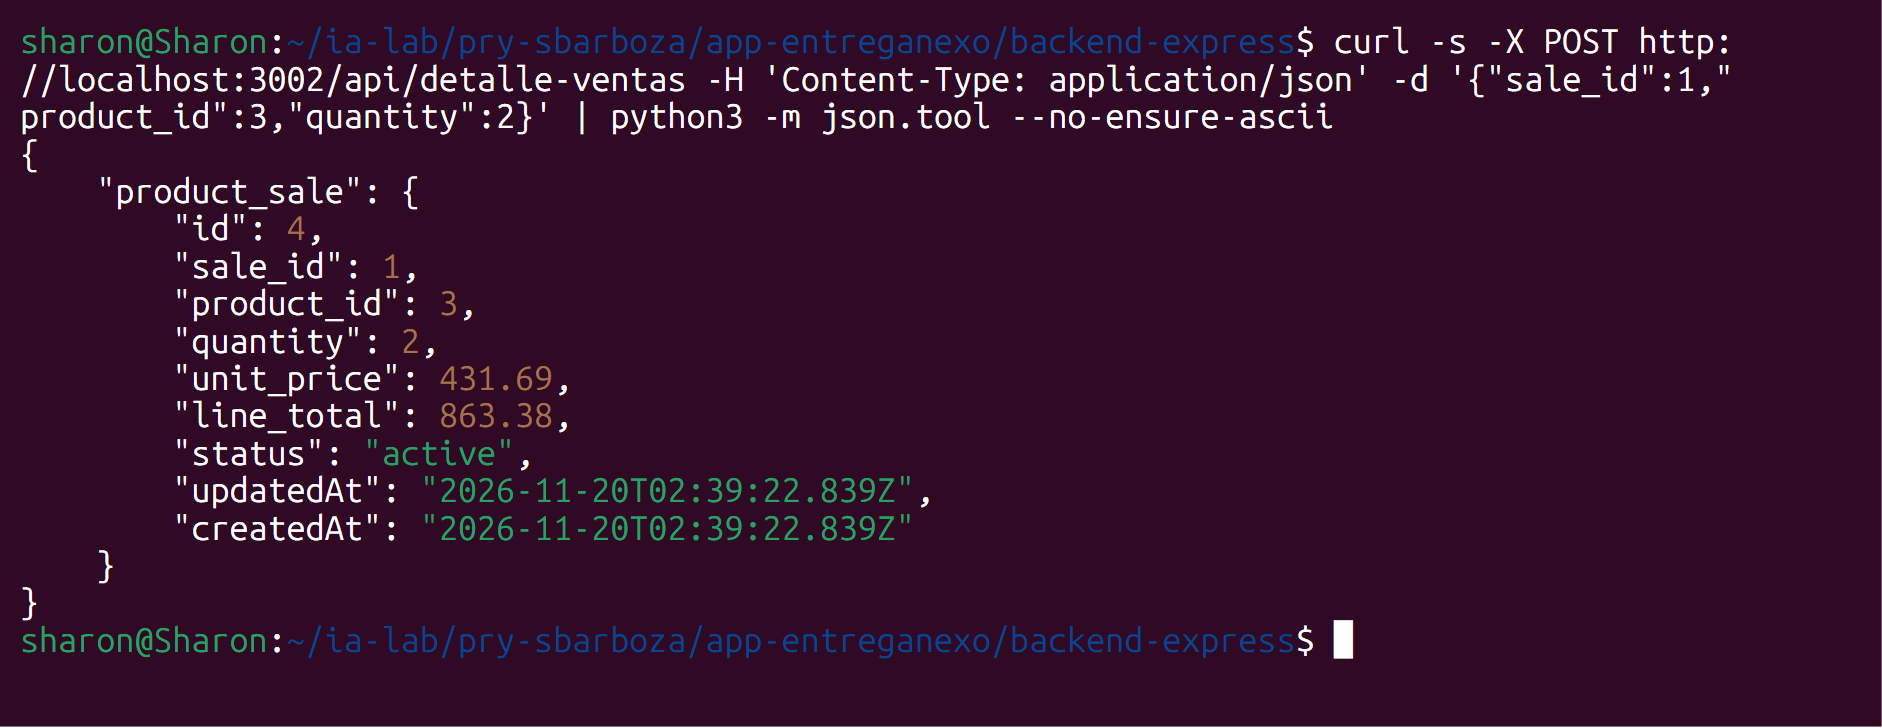 sharon@Sharon:~/ia-lab/pry-sbarboza/app-entreganexo/backend-express$ curl -s -X POST http:
//localhost:3002/api/detalle-ventas -H 'Content-Type: application/json' -d '{"sale_id":1,"
product_id":3,"quantity":2}' | python3 -m json.tool --no-ensure-ascii
{
    "product_sale": {
        "id": 4,
        "sale_id": 1,
        "product_id": 3,
        "quantity": 2,
        "unit_price": 431.69,
        "line_total": 863.38,
        "status": "active",
        "updatedAt": "2026-11-20T02:39:22.839Z",
        "createdAt": "2026-11-20T02:39:22.839Z"
    }
}
sharon@Sharon:~/ia-lab/pry-sbarboza/app-entreganexo/backend-express$